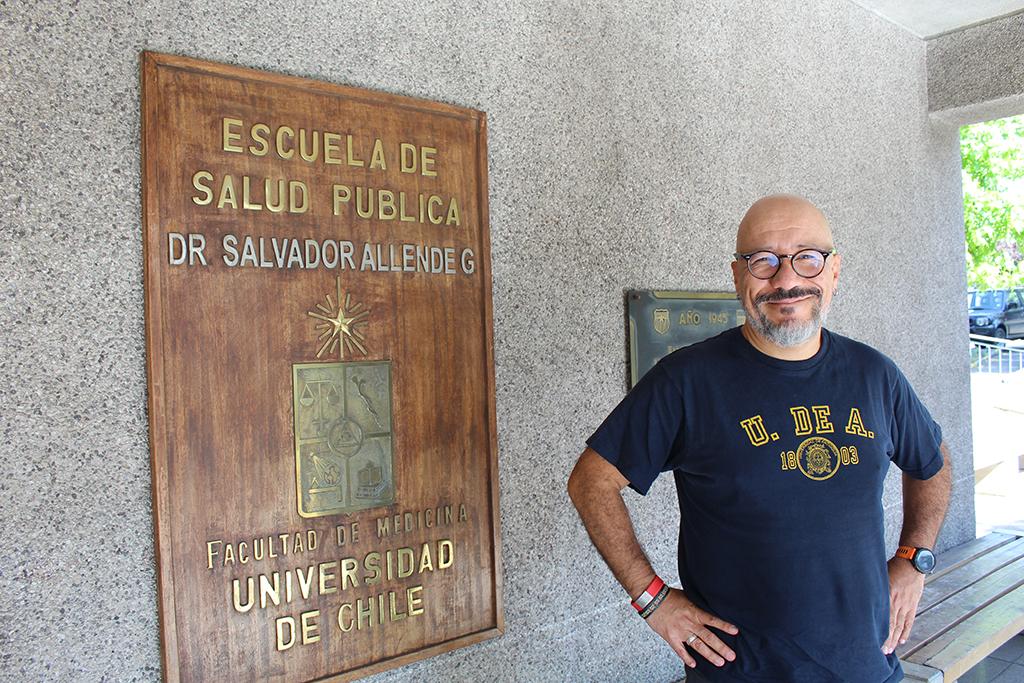 ESCUELA DE
SALUD PUBLICA
DR SALVADOR ALLENDE G
FACULTAD DE MEDICINA
UNIVERSIDAD
DE CHILE
AÑO 1945
U. DE A.
18 03